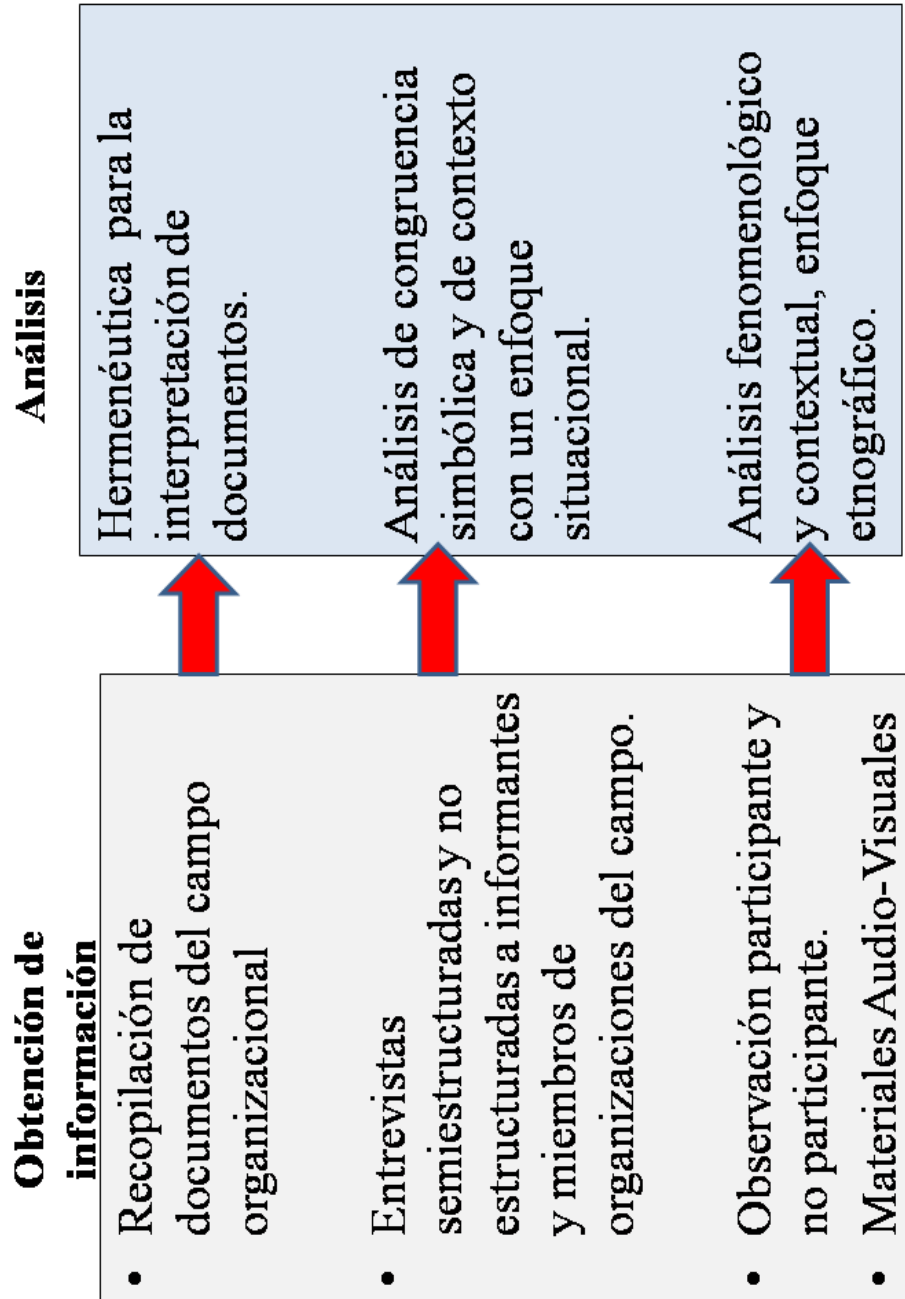 Obtención de
información
• Recopilación de
documentos del campo
organizacional
• Entrevistas
semiestructuradas y no
estructuradas a informantes
y miembros de
organizaciones del campo.
• Observación participante y
no participante.
• Materiales Audio-Visuales
Análisis
Hermenéutica para la
interpretación de
documentos.
Análisis de congruencia
simbólica y de contexto
con un enfoque
situacional.
Análisis fenomenológico
y contextual, enfoque
etnográfico.